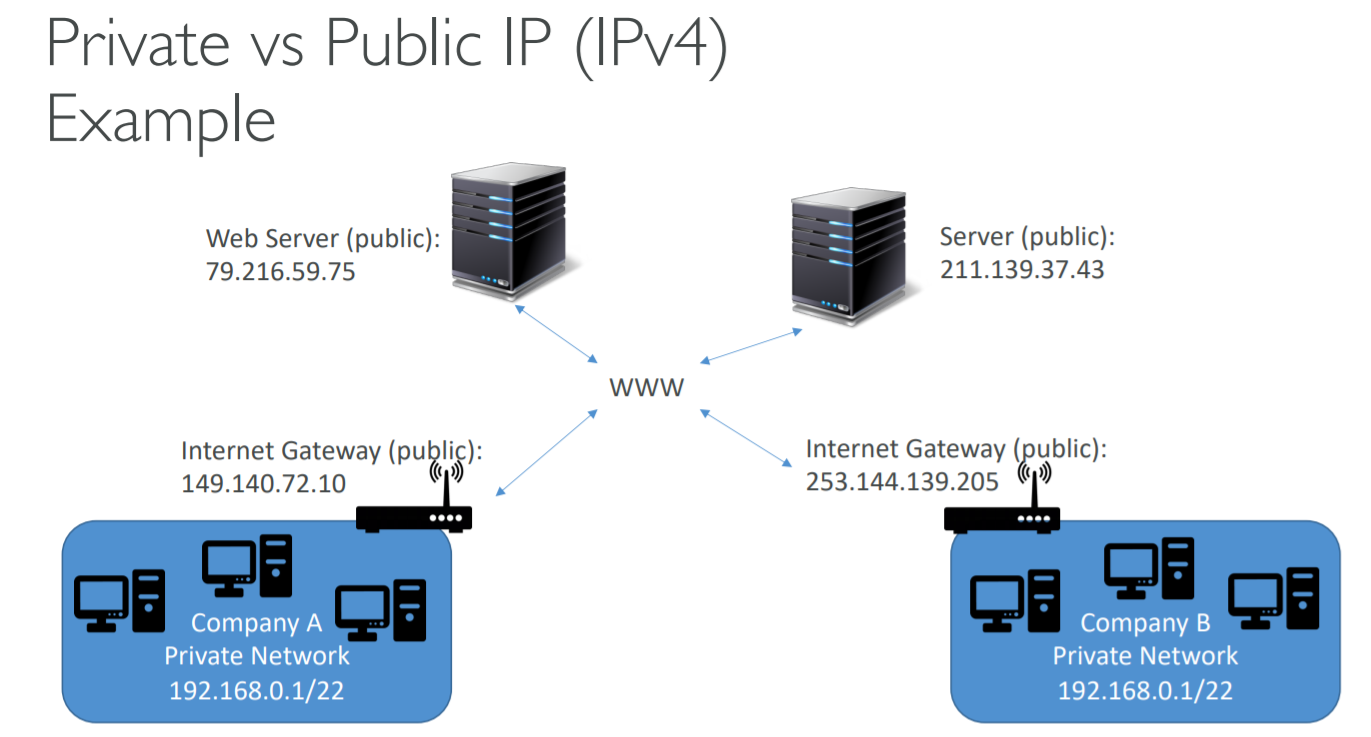 Private vs Public IP (IPv4)
Example
Web Server (public):
79.216.59.75
Server (public):
211.139.37.43
WWW
Internet Gateway (public):
149.140.72.10
Internet Gateway (public):
253.144.139.205
Company A
Private Network
192.168.0.1/22
Company B
Private Network
192.168.0.1/22